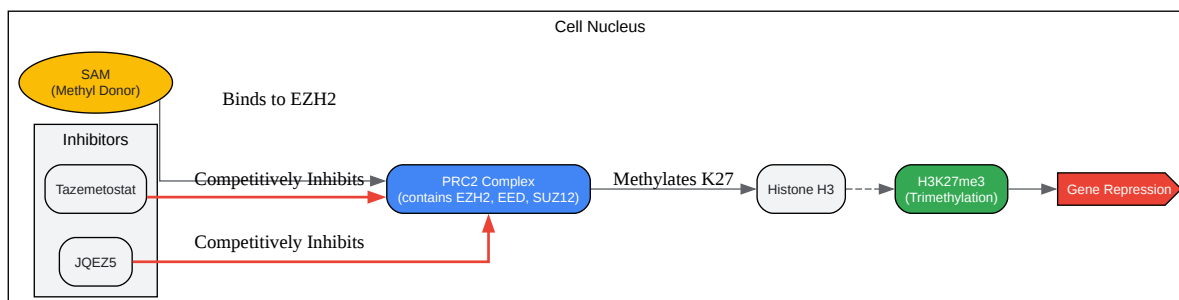 Cell Nucleus
SAM
(Methyl Donor)
Binds to EZH2
Inhibitors
Tazemetostat
Competitively Inhibits
PRC2 Complex
(contains EZH2, EED, SUZ12)
Methylates K27
Histone H3
H3K27me3
(Trimethylation)
Gene Repression
JQEZ5
Competitively Inhibits